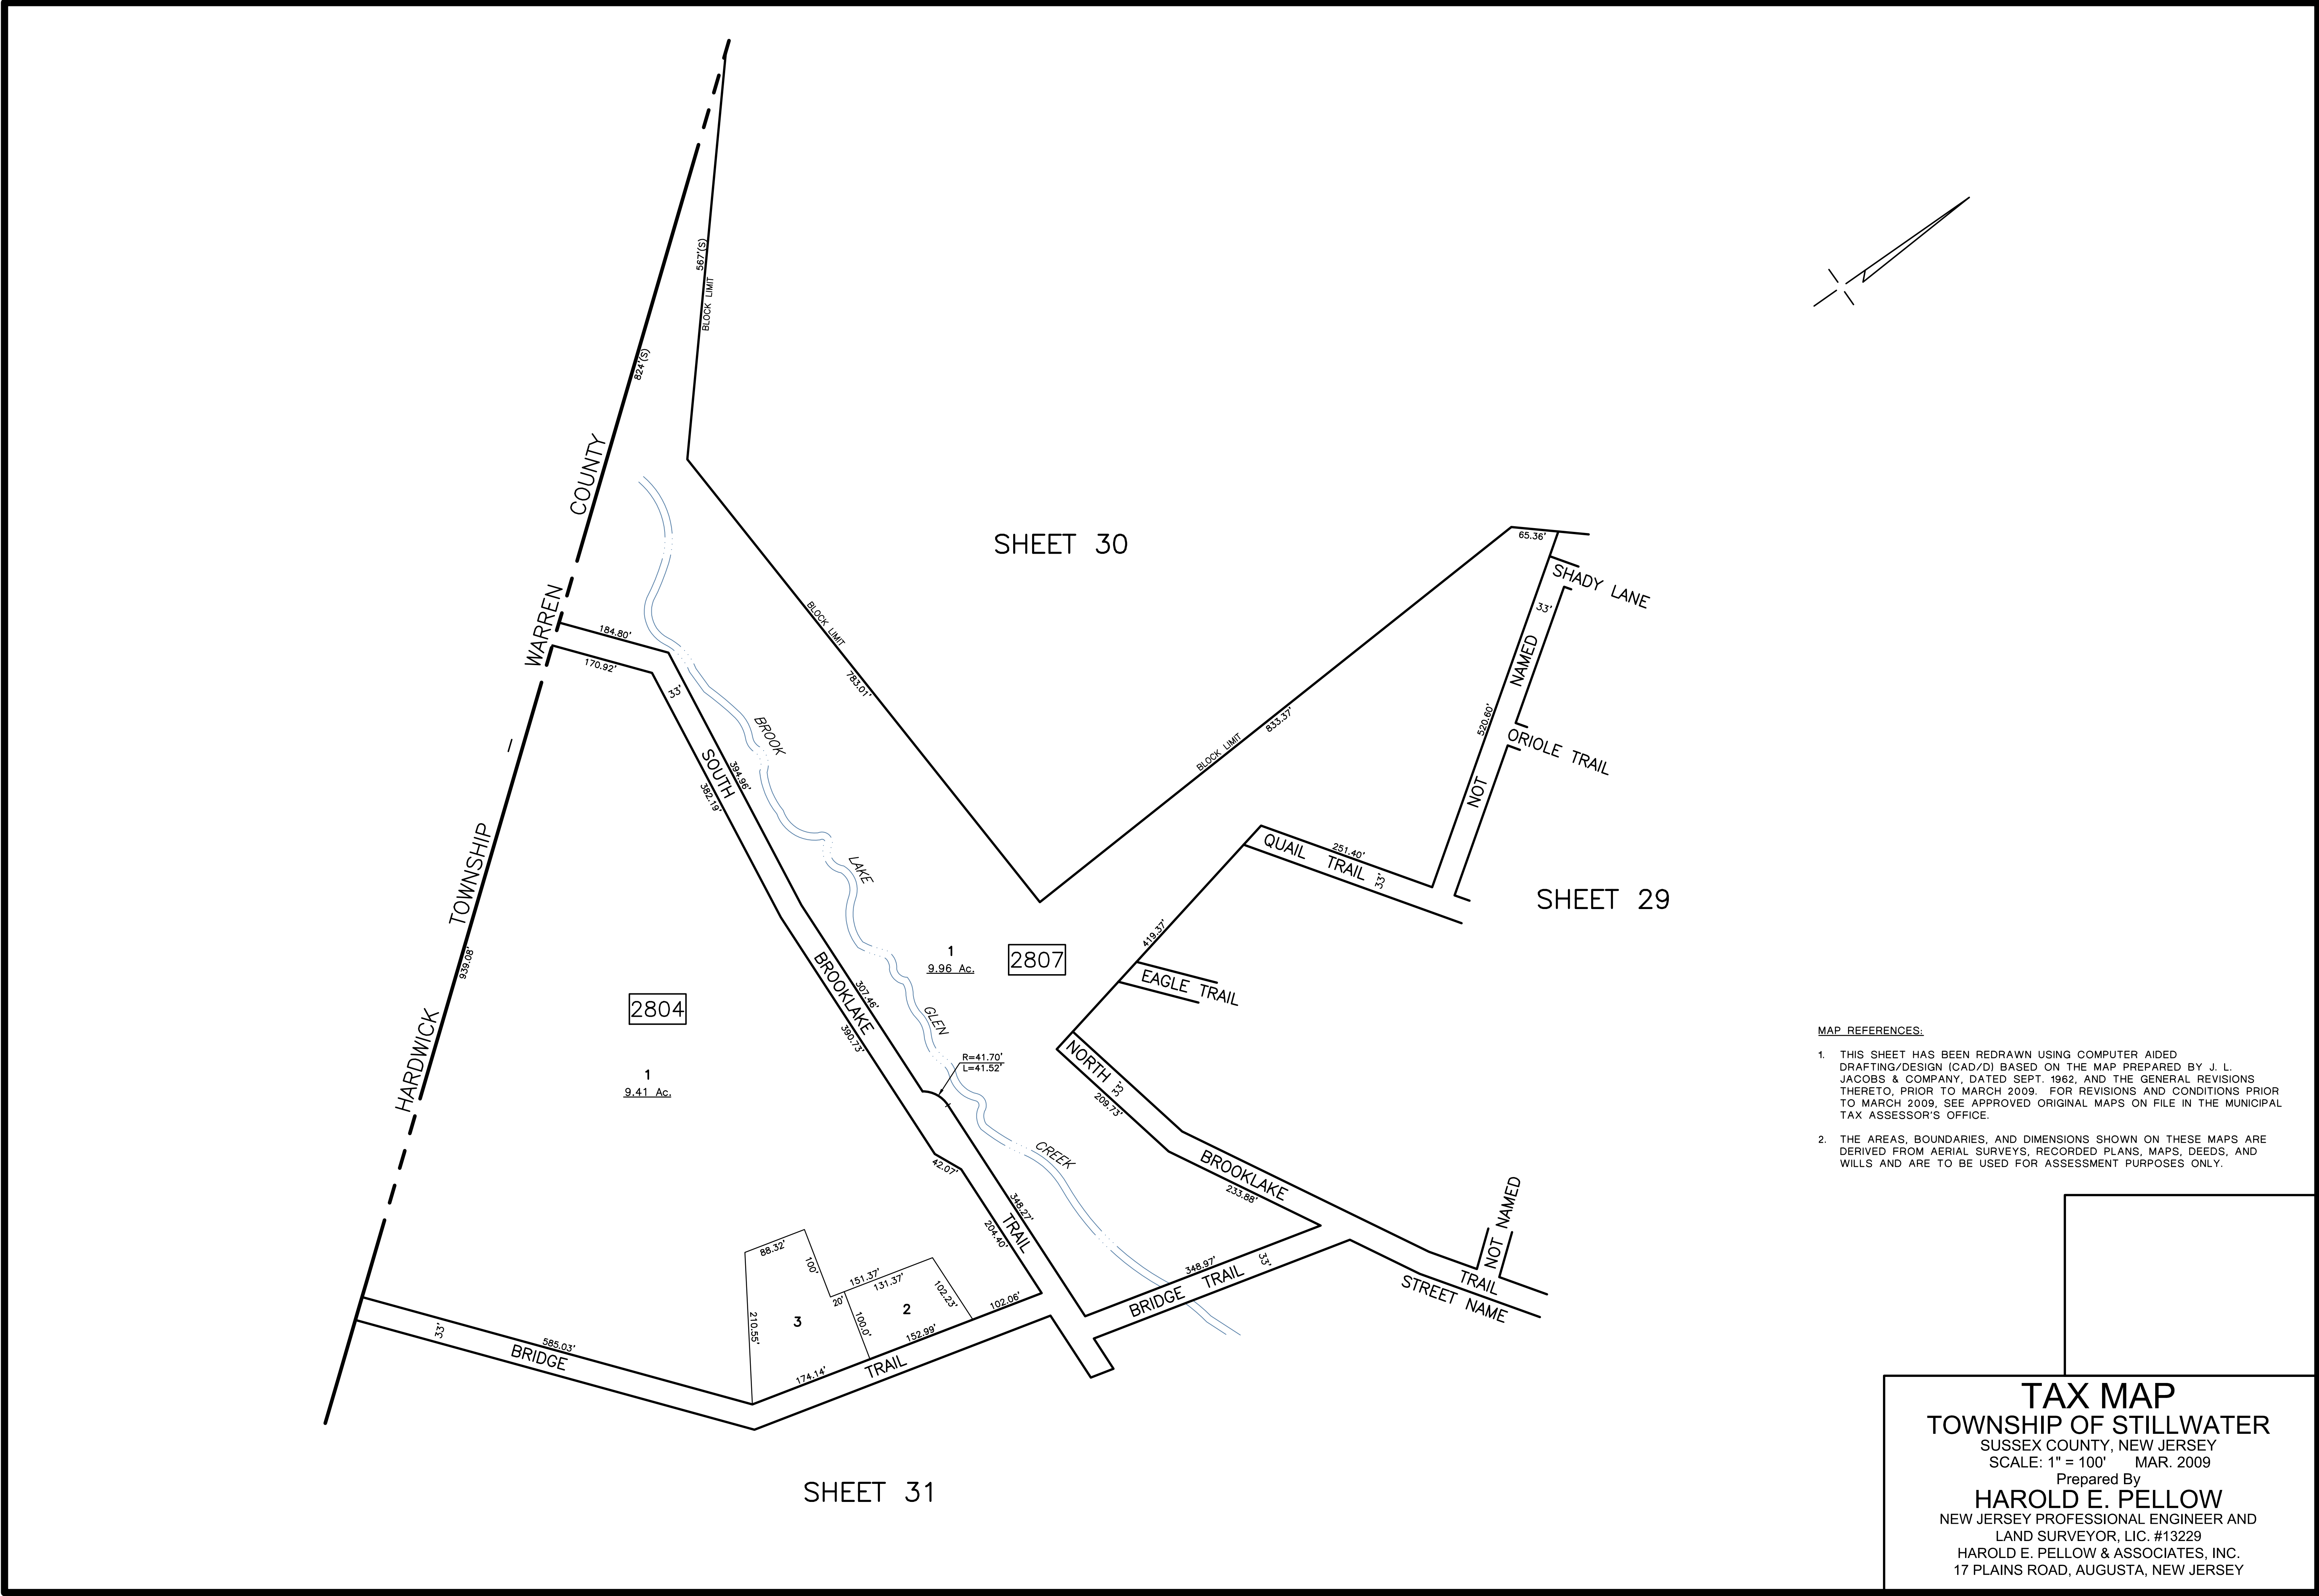 567'(S)
BLOCK LIMIT
824'(S)
COUNTY
WARREN
TOWNSHIP
HARDWICK
939.08'
SHEET 30
BLOCK LIMIT
783.01'
BLOCK LIMIT
833.37'
65.36'
SHADY LANE
33'
NOT NAMED
520.60'
ORIOLE TRAIL
QUAIL TRAIL
251.40'
33'
SHEET 29
419.37'
EAGLE TRAIL
184.80'
170.92'
33'
SOUTH BROOKLAKE TRAIL
394.96'
382.19'
307.46'
390.73'
R=41.70'
L=41.52'
42.07'
348.27'
204.40'
BROOK
LAKE
GLEN
CREEK
1
9.96 Ac.
2807
2804
1
9.41 Ac.
NORTH BROOKLAKE TRAIL
33'
209.73'
233.88'
NOT NAMED
STREET NAME
348.97'
33'
BRIDGE TRAIL
88.32'
100'
151.37'
131.37'
20'
102.23'
102.06'
210.55'
3
100.0'
2
152.99'
174.14'
TRAIL
33'
585.03'
BRIDGE
SHEET 31
MAP REFERENCES:
1. THIS SHEET HAS BEEN REDRAWN USING COMPUTER AIDED
DRAFTING/DESIGN (CAD/D) BASED ON THE MAP PREPARED BY J. L.
JACOBS & COMPANY, DATED SEPT. 1962, AND THE GENERAL REVISIONS
THERETO, PRIOR TO MARCH 2009. FOR REVISIONS AND CONDITIONS PRIOR
TO MARCH 2009, SEE APPROVED ORIGINAL MAPS ON FILE IN THE MUNICIPAL
TAX ASSESSOR'S OFFICE.
2. THE AREAS, BOUNDARIES, AND DIMENSIONS SHOWN ON THESE MAPS ARE
DERIVED FROM AERIAL SURVEYS, RECORDED PLANS, MAPS, DEEDS, AND
WILLS AND ARE TO BE USED FOR ASSESSMENT PURPOSES ONLY.
TAX MAP
TOWNSHIP OF STILLWATER
SUSSEX COUNTY, NEW JERSEY
SCALE: 1" = 100' MAR. 2009
Prepared By
HAROLD E. PELLOW
NEW JERSEY PROFESSIONAL ENGINEER AND
LAND SURVEYOR, LIC. #13229
HAROLD E. PELLOW & ASSOCIATES, INC.
17 PLAINS ROAD, AUGUSTA, NEW JERSEY